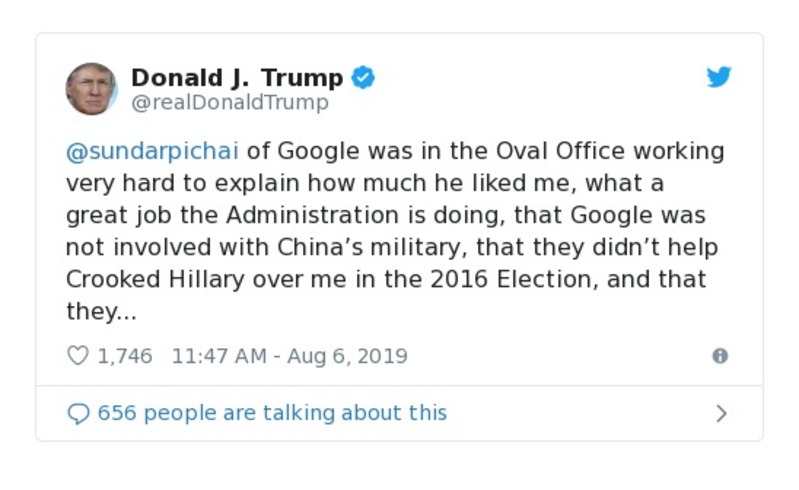 Donald J. Trump
@realDonaldTrump
@sundarpichai of Google was in the Oval Office working
very hard to explain how much he liked me, what a
great job the Administration is doing, that Google was
not involved with China’s military, that they didn’t help
Crooked Hillary over me in the 2016 Election, and that
they...
1,746 11:47 AM - Aug 6, 2019
656 people are talking about this